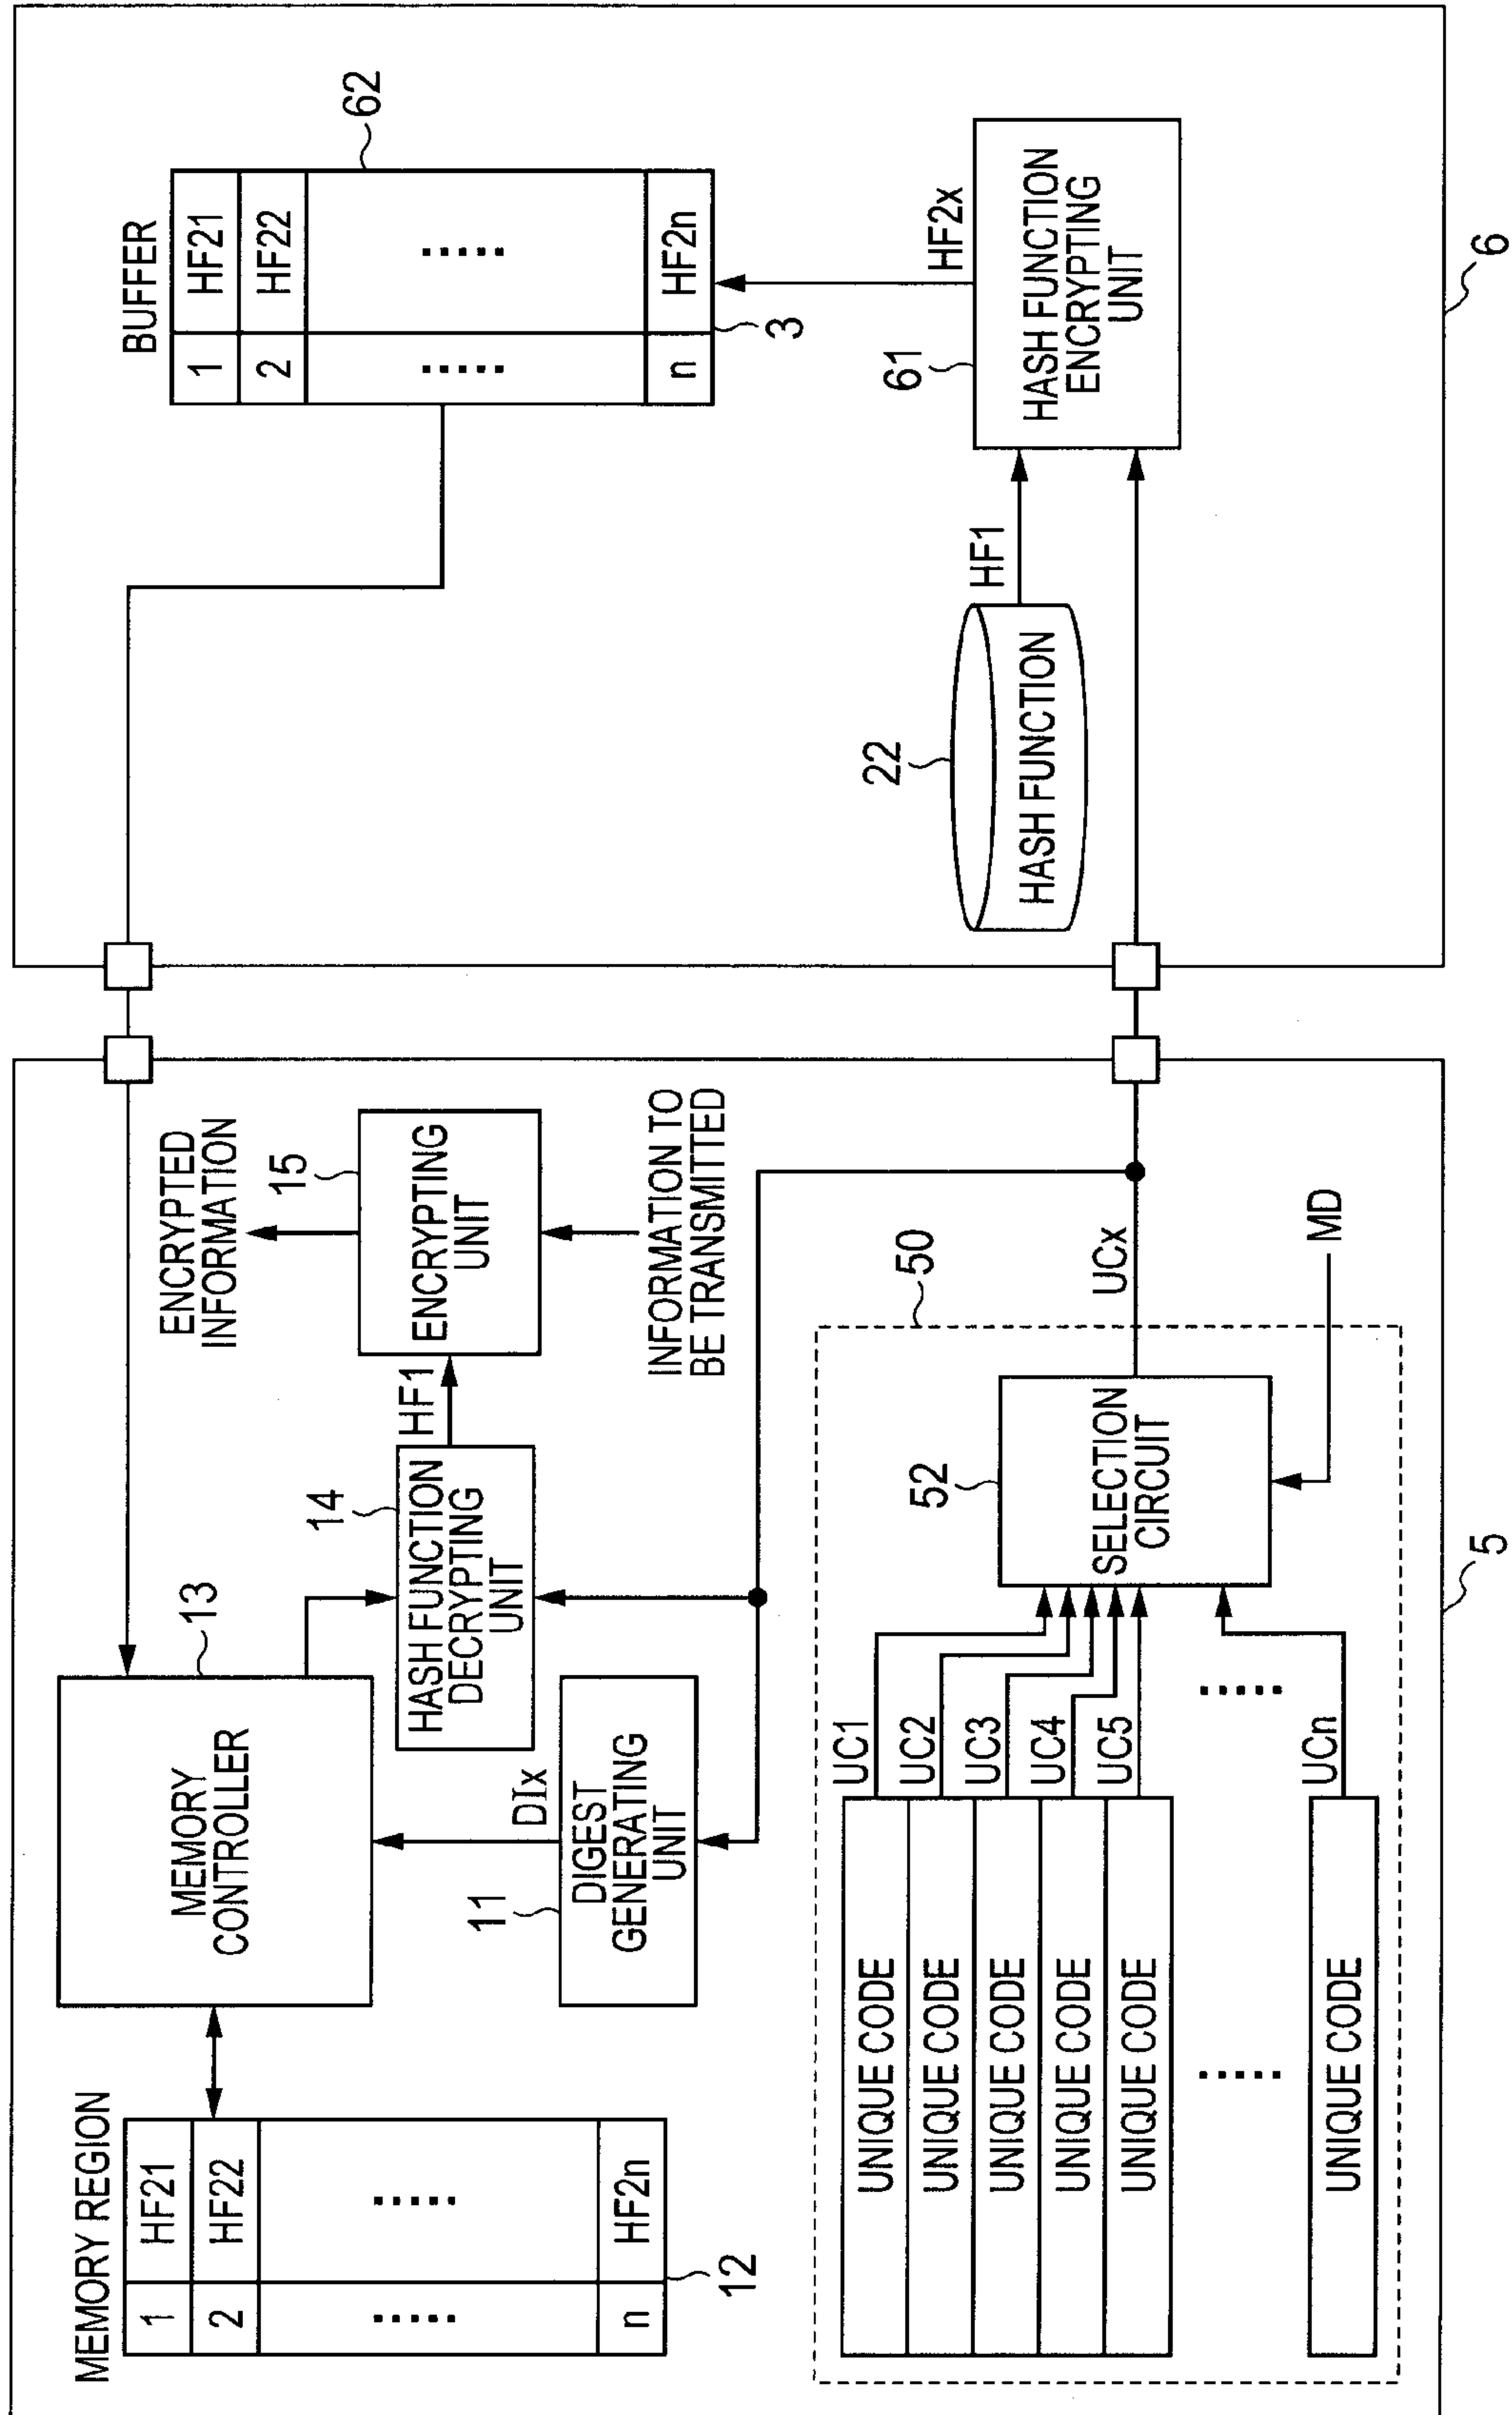 MEMORY REGION
1 HF21
2 HF22
.....
.....
n HF2n
12
MEMORY
CONTROLLER
13
DIx
11
DIGEST
GENERATING
UNIT
14
HASH FUNCTION
DECRYPTING
UNIT
HF1
ENCRYPTED
INFORMATION
15
ENCRYPTING
UNIT
INFORMATION TO
BE TRANSMITTED
UNIQUE CODE UC1
UNIQUE CODE UC2
UNIQUE CODE UC3
UNIQUE CODE UC4
UNIQUE CODE UC5
.....
.....
UNIQUE CODE UCn
52
SELECTION
CIRCUIT
50
UCx
MD
5
BUFFER
1 HF21
2 HF22
.....
.....
n HF2n
62
3
HF2x
22
HASH FUNCTION
HF1
61
HASH FUNCTION
ENCRYPTING
UNIT
6